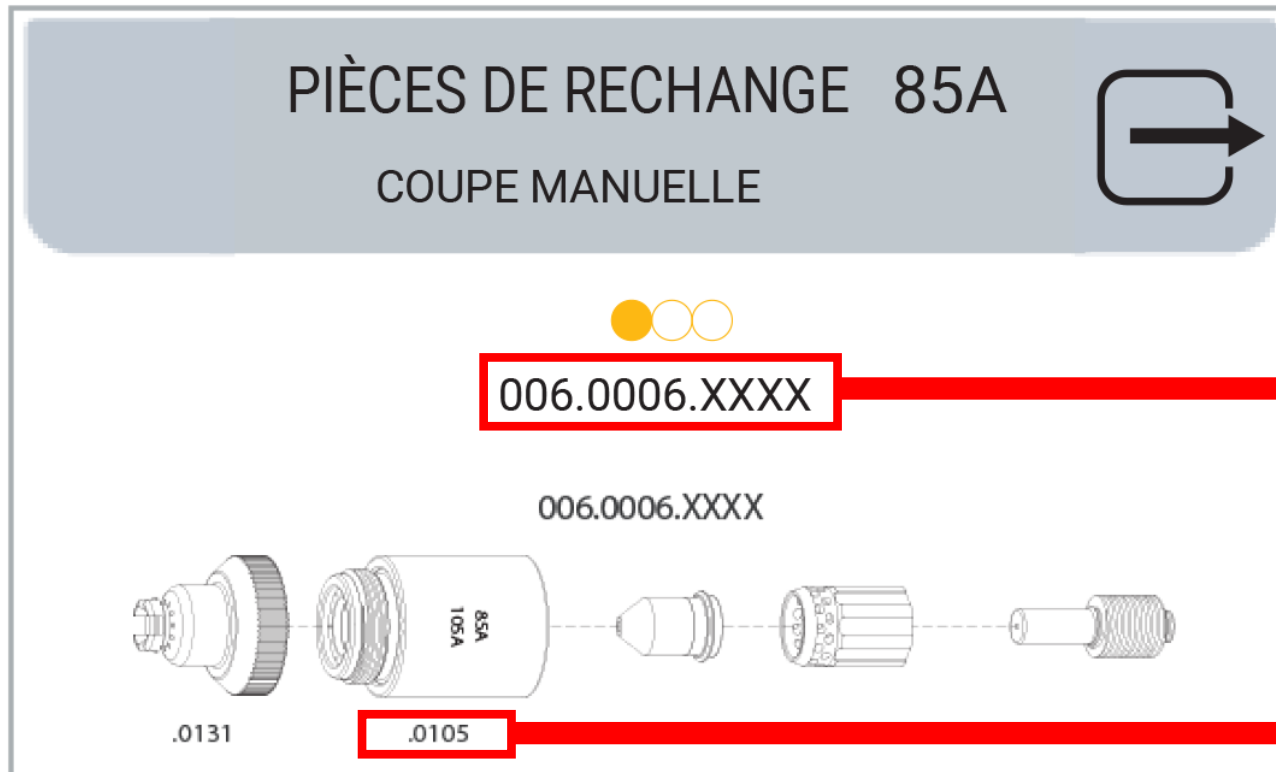 PIÈCES DE RECHANGE 85A
COUPE MANUELLE
006.0006.XXXX
006.0006.XXXX
85A
105A
.0131
.0105